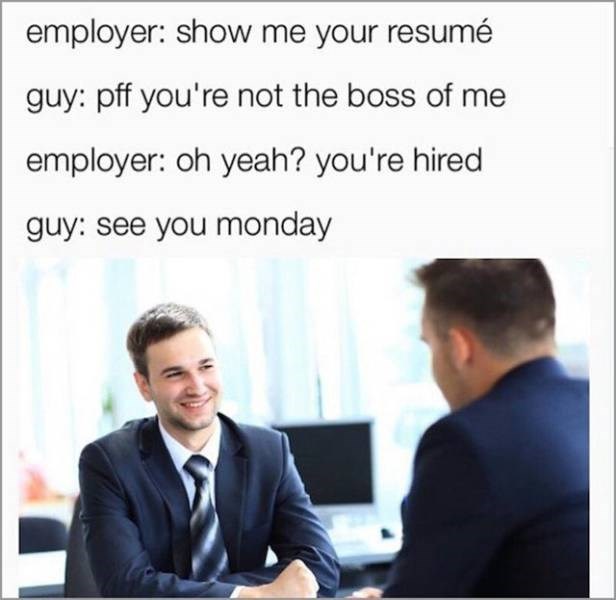 employer: show me your resumé
guy: pff you're not the boss of me
employer: oh yeah? you're hired
guy: see you monday